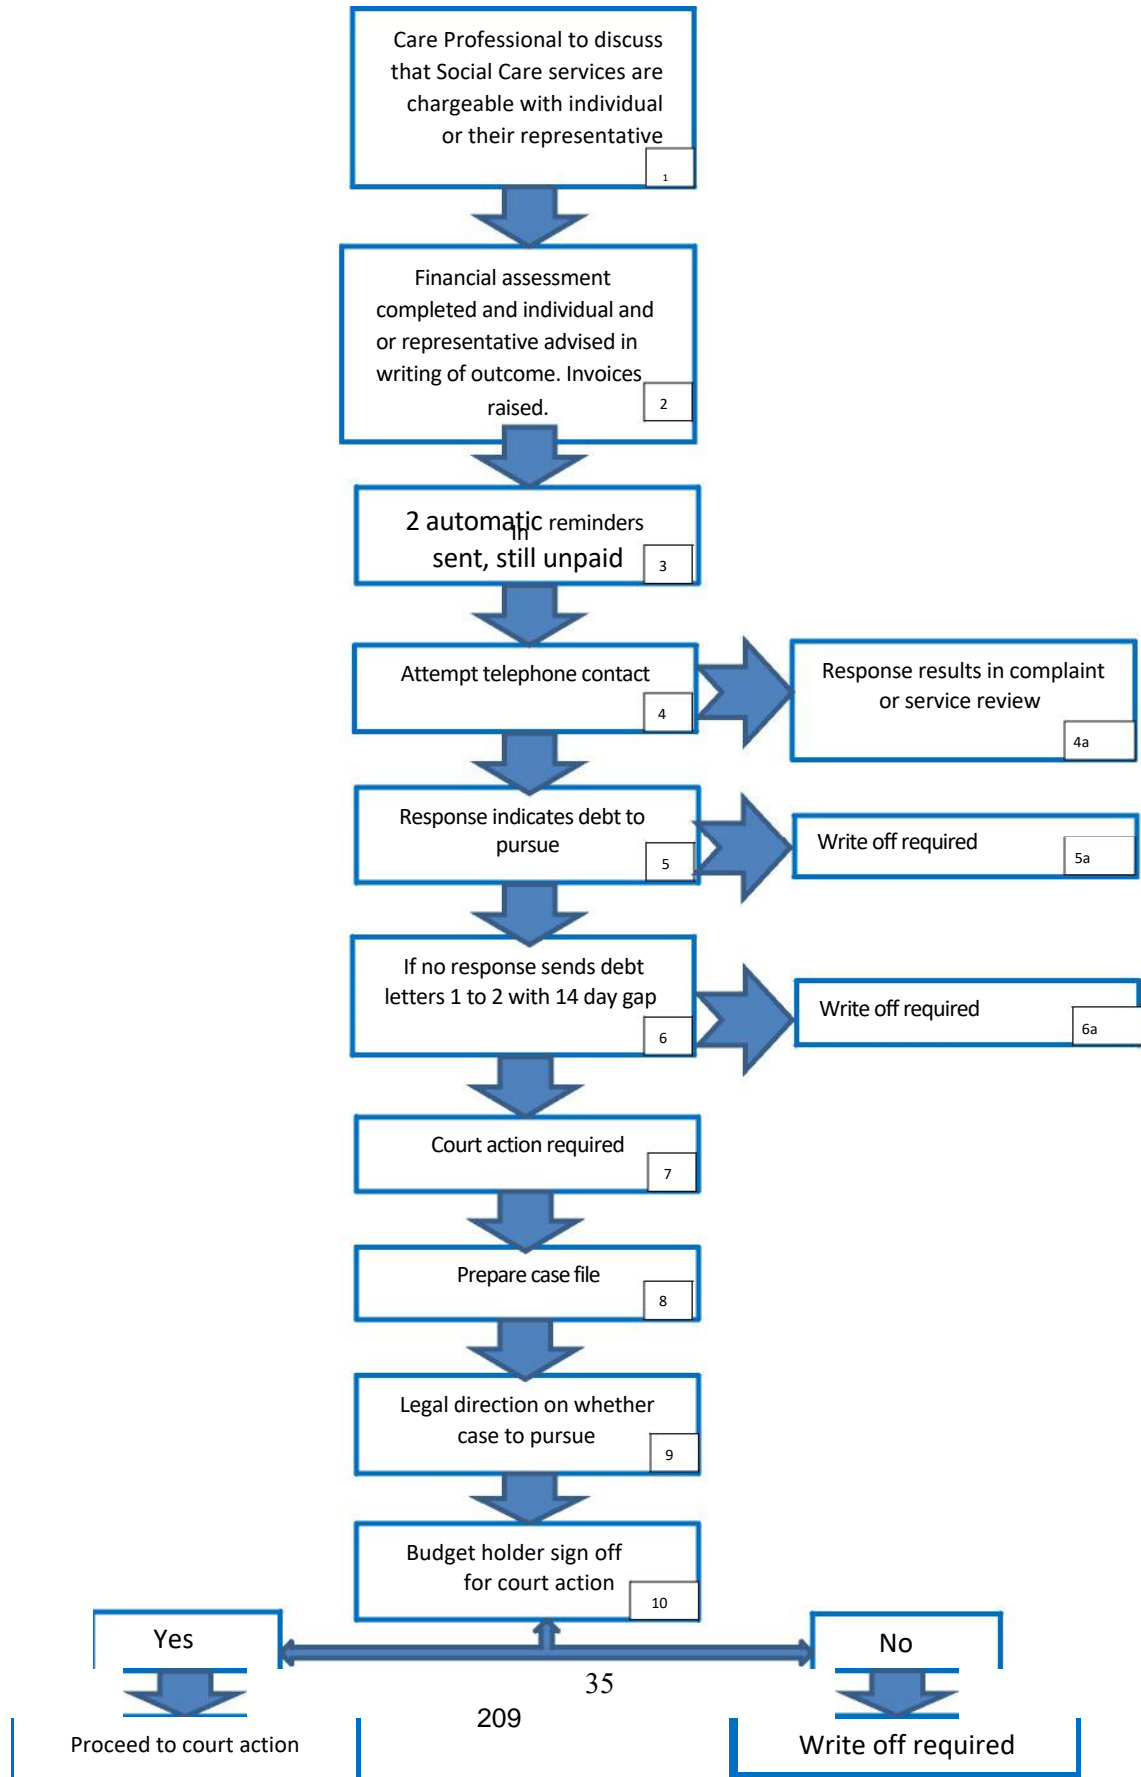 Care Professional to discuss
that Social Care services are
chargeable with individual
or their representative
1
Financial assessment
completed and individual and
or representative advised in
writing of outcome. Invoices
raised.
2
2 automatic reminders
In
sent, still unpaid
3
Attempt telephone contact
4
Response results in complaint
or service review
4a
Response indicates debt to
pursue
5
Write off required
5a
If no response sends debt
letters 1 to 2 with 14 day gap
6
Write off required
6a
Court action required
7
Prepare case file
8
Legal direction on whether
case to pursue
9
Budget holder sign off
for court action
10
Yes
No
35
209
Proceed to court action
Write off required